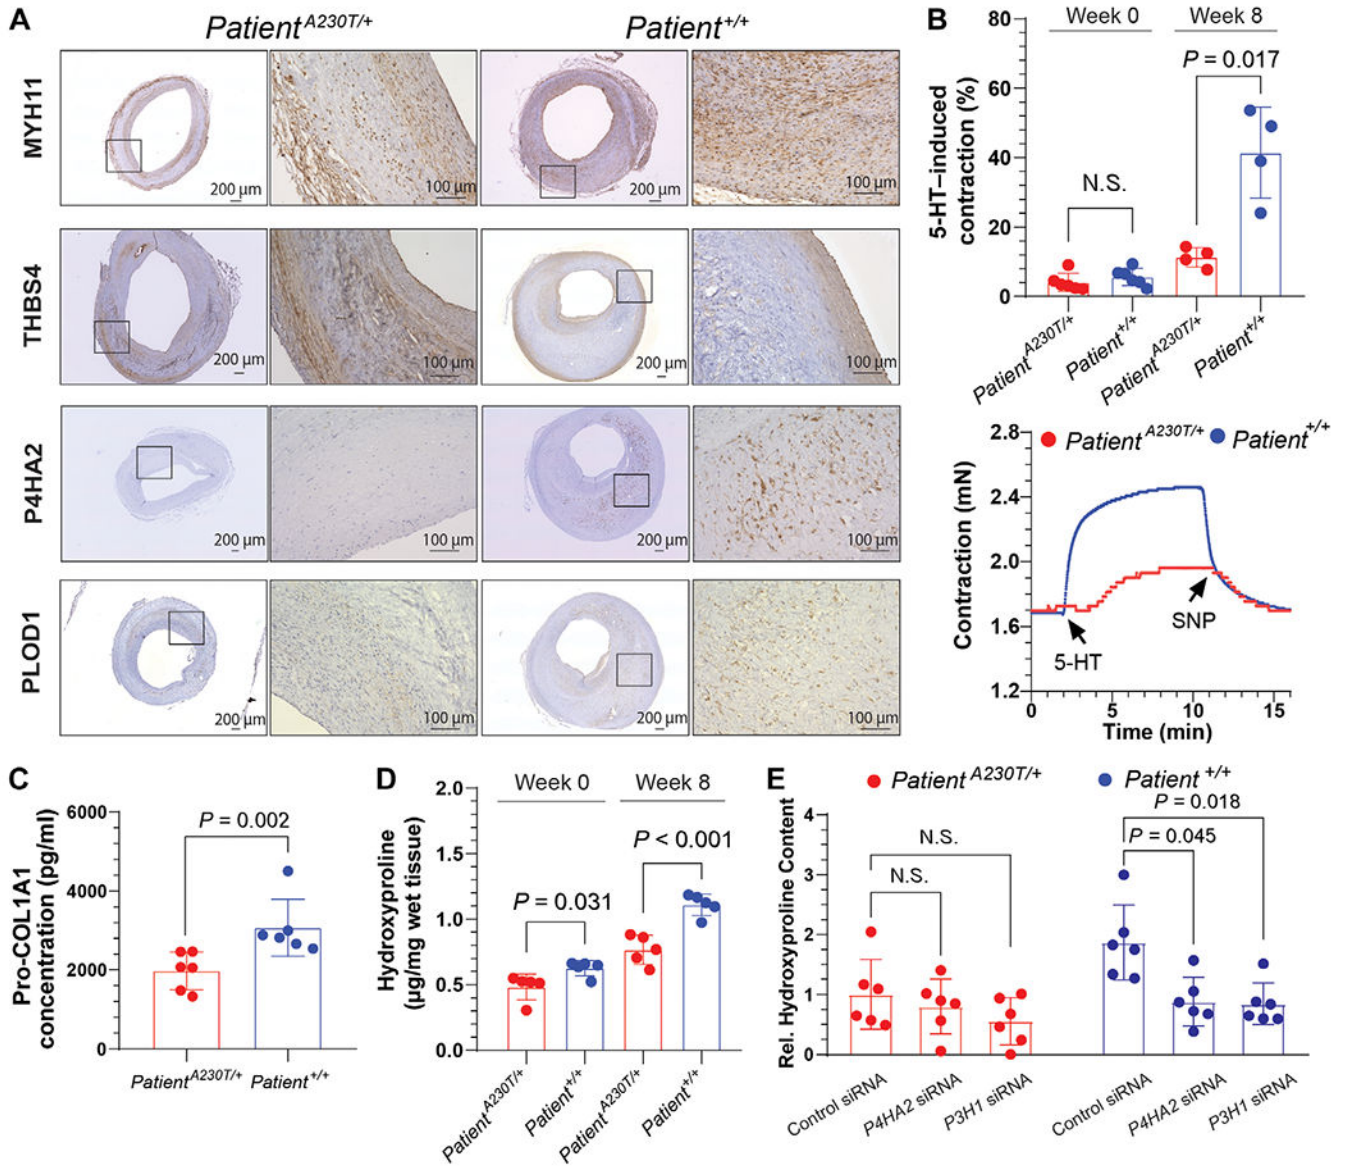 A
Patient A230T/+
Patient +/+
MYH11
200 µm
100 µm
200 µm
100 µm
THBS4
200 µm
100 µm
200 µm
100 µm
P4HA2
200 µm
100 µm
200 µm
100 µm
PLOD1
200 µm
100 µm
200 µm
100 µm
B
Week 0
Week 8
80
60
40
20
0
5-HT–induced
contraction (%)
P = 0.017
N.S.
Patient A230T/+
Patient +/+
Patient A230T/+
Patient +/+
Patient A230T/+
Patient +/+
2.8
2.4
2.0
1.6
1.2
Contraction (mN)
5-HT
SNP
0
5
10
15
Time (min)
C
6000
4000
2000
0
Pro-COL1A1
concentration (pg/ml)
P = 0.002
Patient A230T/+
Patient +/+
D
Week 0
Week 8
2.0
1.5
1.0
0.5
0.0
Hydroxyproline
(µg/mg wet tissue)
P = 0.031
P < 0.001
Patient A230T/+
Patient +/+
Patient A230T/+
Patient +/+
E
Patient A230T/+
Patient +/+
4
3
2
1
0
Rel. Hydroxyproline Content
N.S.
N.S.
P = 0.018
P = 0.045
Control siRNA
P4HA2 siRNA
P3H1 siRNA
Control siRNA
P4HA2 siRNA
P3H1 siRNA